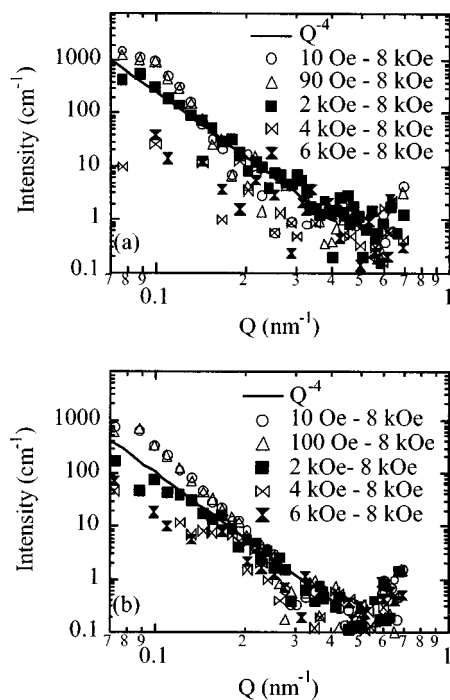 Q-4
10 Oe - 8 kOe
90 Oe - 8 kOe
2 kOe - 8 kOe
4 kOe - 8 kOe
6 kOe - 8 kOe
1000
100
10
1
0.1
Intensity (cm-1)
(a)
7 8 9 2 3 4 5 6 7 8 9
0.1 1
Q (nm-1)
Q-4
10 Oe - 8 kOe
100 Oe - 8 kOe
2 kOe- 8 kOe
4 kOe - 8 kOe
6 kOe - 8 kOe
1000
100
10
1
0.1
Intensity (cm-1)
(b)
7 8 9 2 3 4 5 6 7 8 9
0.1 1
Q (nm-1)